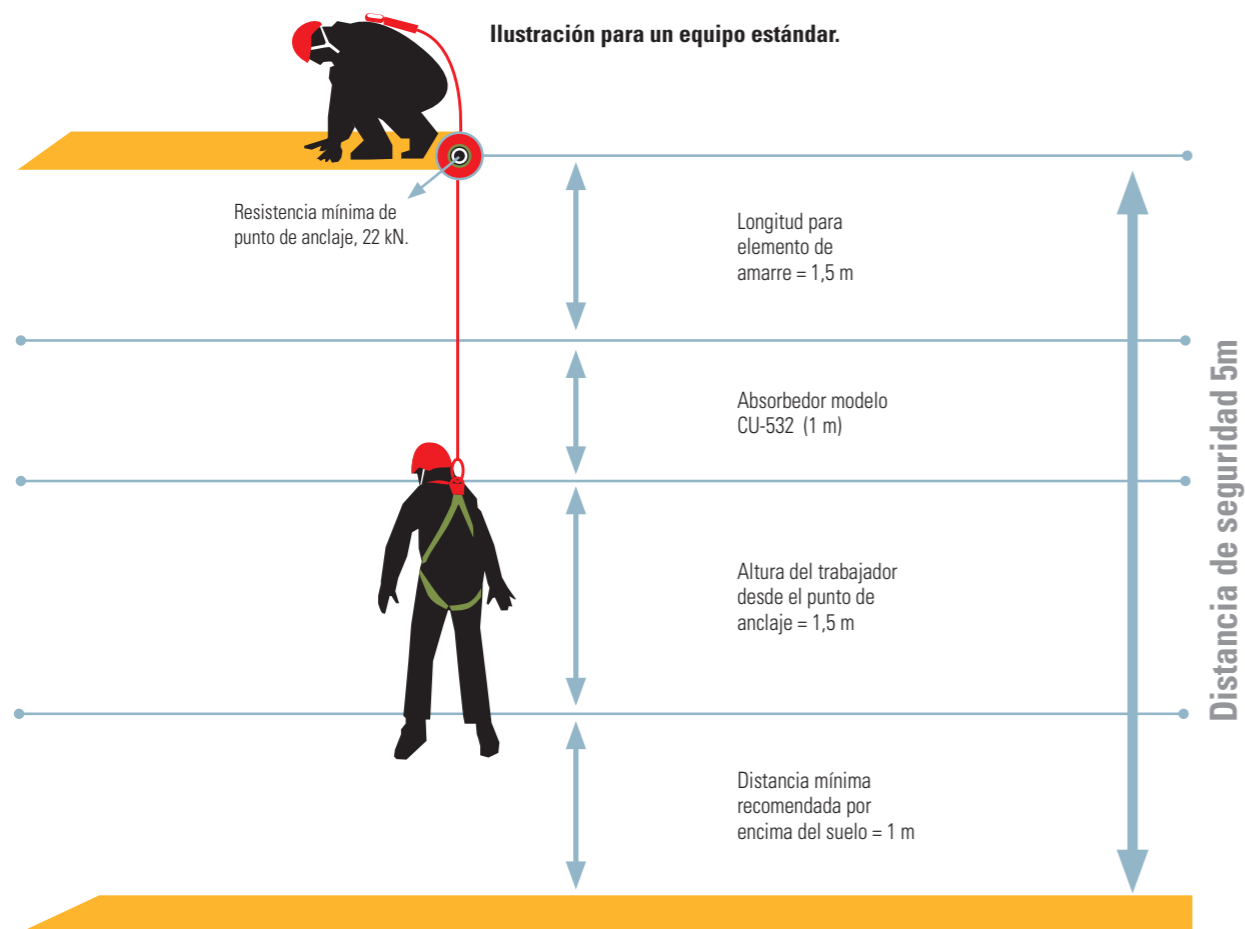 Ilustración para un equipo estándar.
Resistencia mínima de
punto de anclaje, 22 kN.
Longitud para
elemento de
amarre = 1,5 m
Absorbedor modelo
CU-532  (1 m)
Altura del trabajador
desde el punto de
anclaje = 1,5 m
Distancia mínima
recomendada por
encima del suelo = 1 m
Distancia de seguridad 5m